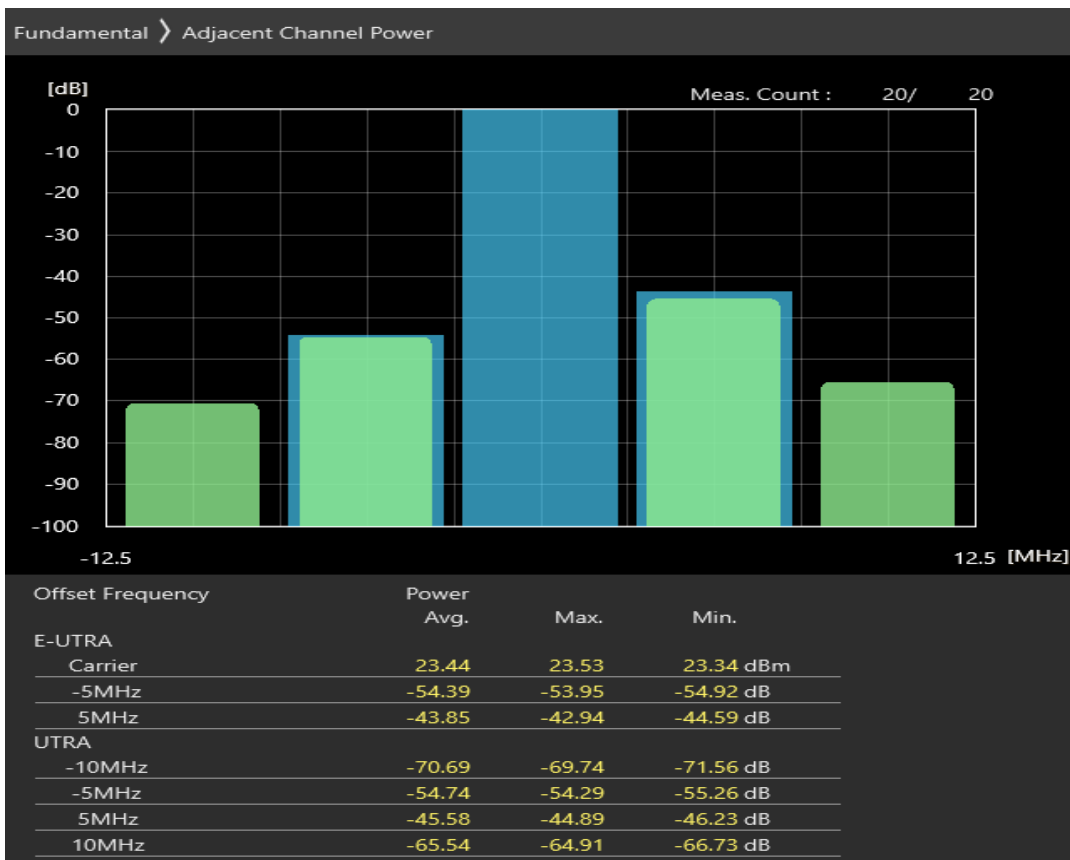 Fundamental ❭ Adjacent Channel Power
[dB]
Meas. Count : 20/ 20
0
-10
-20
-30
-40
-50
-60
-70
-80
-90
-100
-12.5 12.5 [MHz]
Offset Frequency Power
Avg. Max. Min.
E-UTRA
Carrier 23.44 23.53 23.34 dBm
-5MHz -54.39 -53.95 -54.92 dB
5MHz -43.85 -42.94 -44.59 dB
UTRA
-10MHz -70.69 -69.74 -71.56 dB
-5MHz -54.74 -54.29 -55.26 dB
5MHz -45.58 -44.89 -46.23 dB
10MHz -65.54 -64.91 -66.73 dB